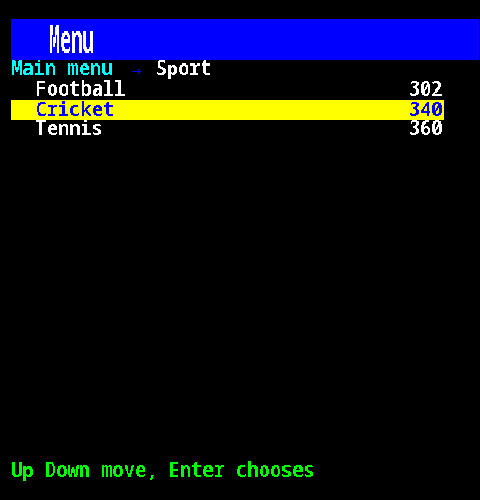 Menu
Main menu → Sport
Football 302
Cricket 340
Tennis 360
Up Down move, Enter chooses